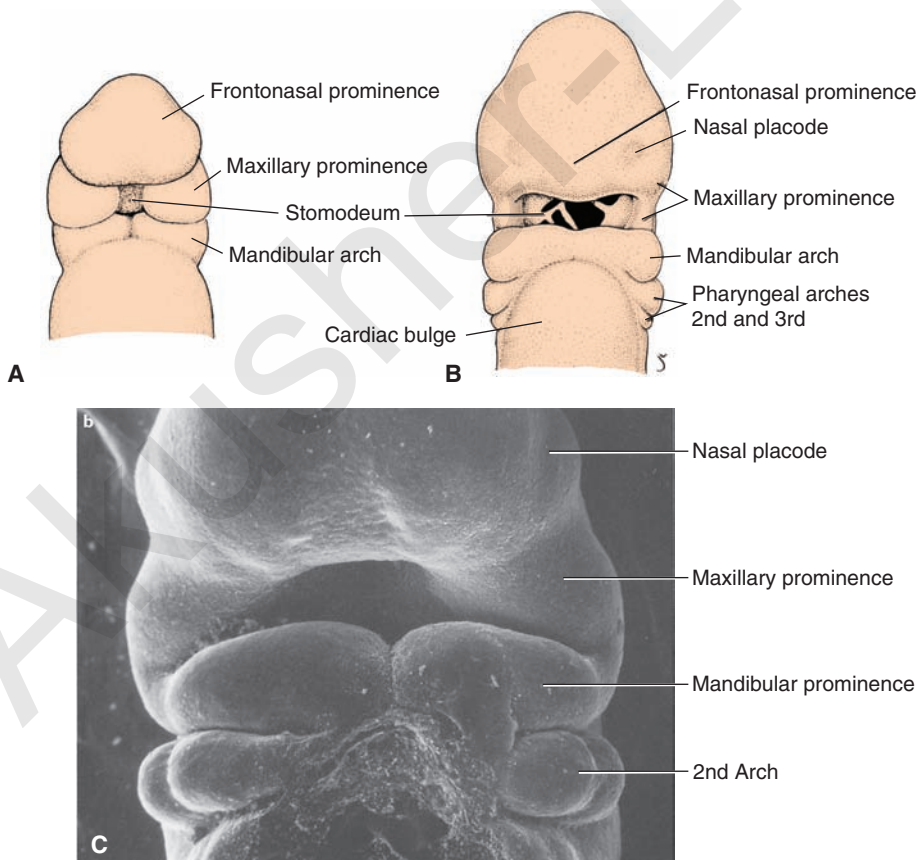 Frontonasal prominence
Maxillary prominence
Stomodeum
Mandibular arch
A
Frontonasal prominence
Nasal placode
Maxillary prominence
Mandibular arch
Pharyngeal arches
2nd and 3rd
Cardiac bulge
B
b
Nasal placode
Maxillary prominence
Mandibular prominence
2nd Arch
C